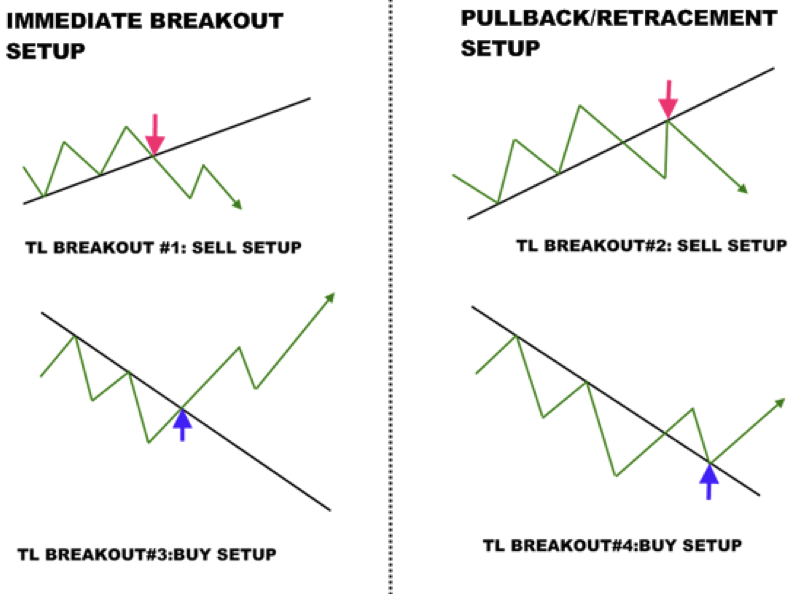 IMMEDIATE BREAKOUT
SETUP
PULLBACK/RETRACEMENT
SETUP
TL BREAKOUT #1: SELL SETUP
TL BREAKOUT#2: SELL SETUP
TL BREAKOUT#3:BUY SETUP
TL BREAKOUT#4:BUY SETUP